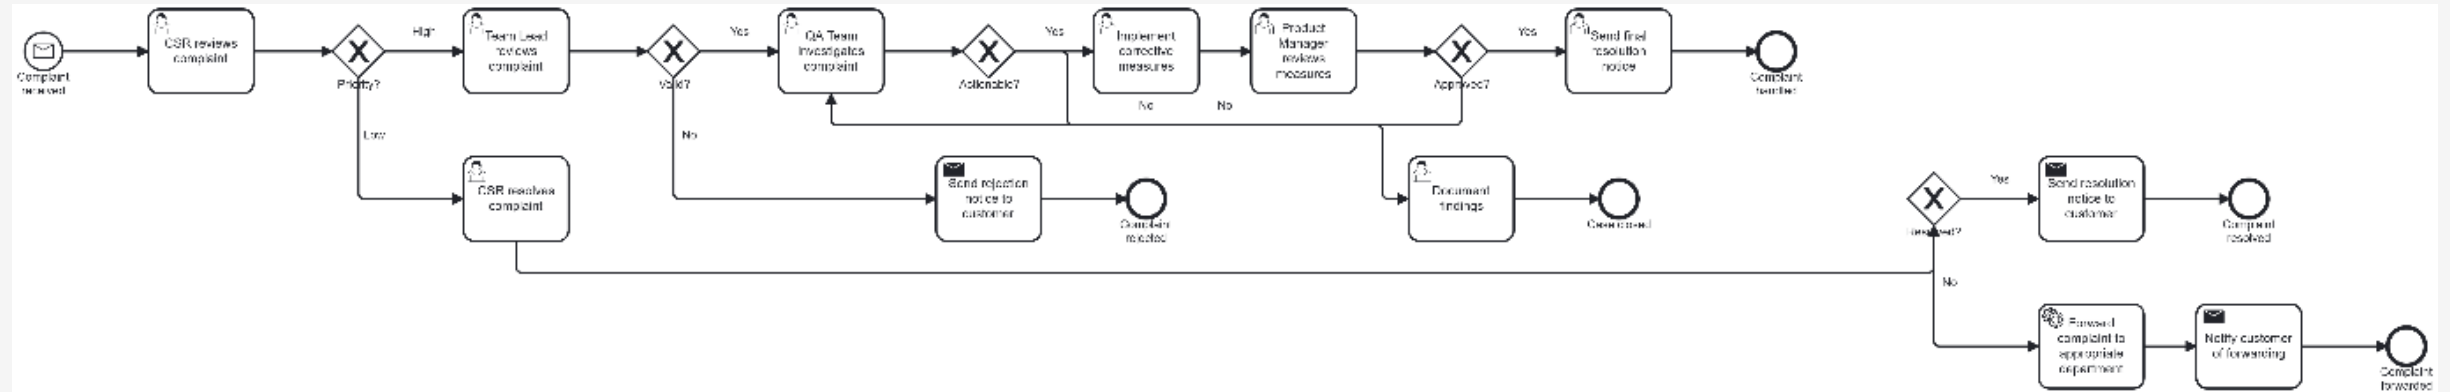 CSR reviews
complaint
Complaint
received
Priority?
High
Low
Team Lead
reviews
complaint
Valid?
Yes
No
QA Team
investigates
complaint
Actionable?
Yes
No
Implement
corrective
measures
Product
Manager
reviews
measures
No
Approved?
Yes
Send final
resolution
notice
Complaint
handled
CSR resolves
complaint
Send rejection
notice to
customer
Complaint
rejected
Document
findings
Case closed
Resolved?
Yes
No
Send resolution
notice to
customer
Complaint
resolved
Forward
complaint to
appropriate
department
Notify customer
of forwarding
Complaint
forwarded